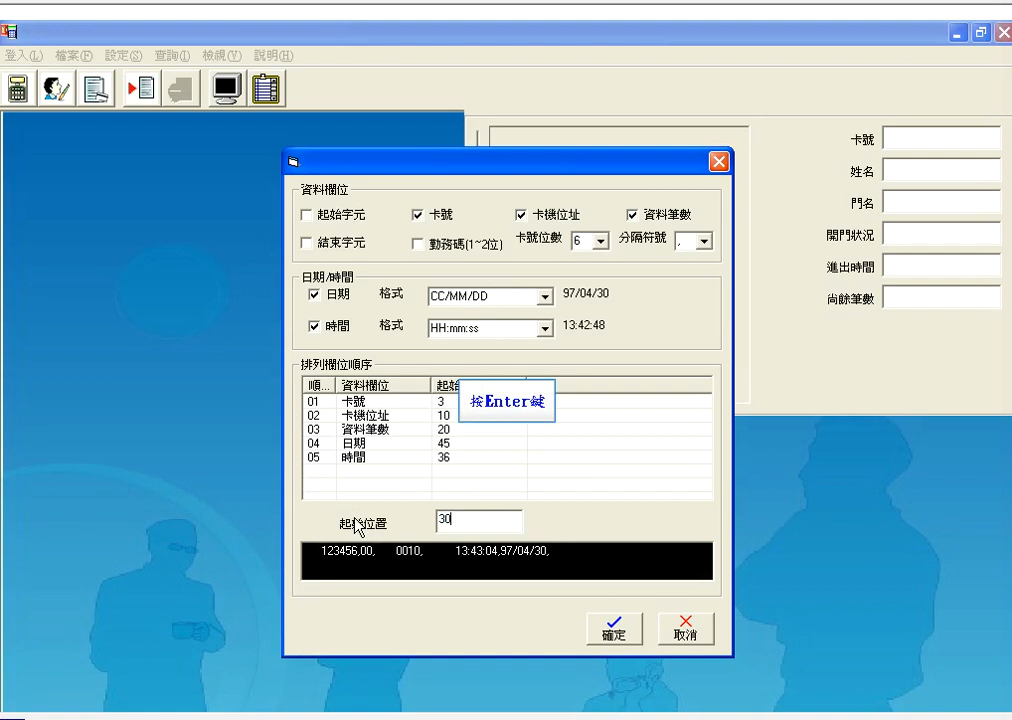 登入(L) 檔案(F) 設定(S) 查詢(I) 檢視(V) 說明(H)
卡號
姓名
門名
開門狀況
進出時間
尚餘筆數
資料欄位
起始字元 卡號 卡機位址 資料筆數
結束字元 勤務碼(1~2位) 卡號位數 6 分隔符號 ,
日期/時間
日期 格式 CC/MM/DD 97/04/30
時間 格式 HH:mm:ss 13:42:48
排列欄位順序
順... 資料欄位 起始
01 卡號 3
02 卡機位址 10
03 資料筆數 20
04 日期 45
05 時間 36
按Enter鍵
起始位置 30
123456,00, 0010, 13:43:04,97/04/30,
確定 取消